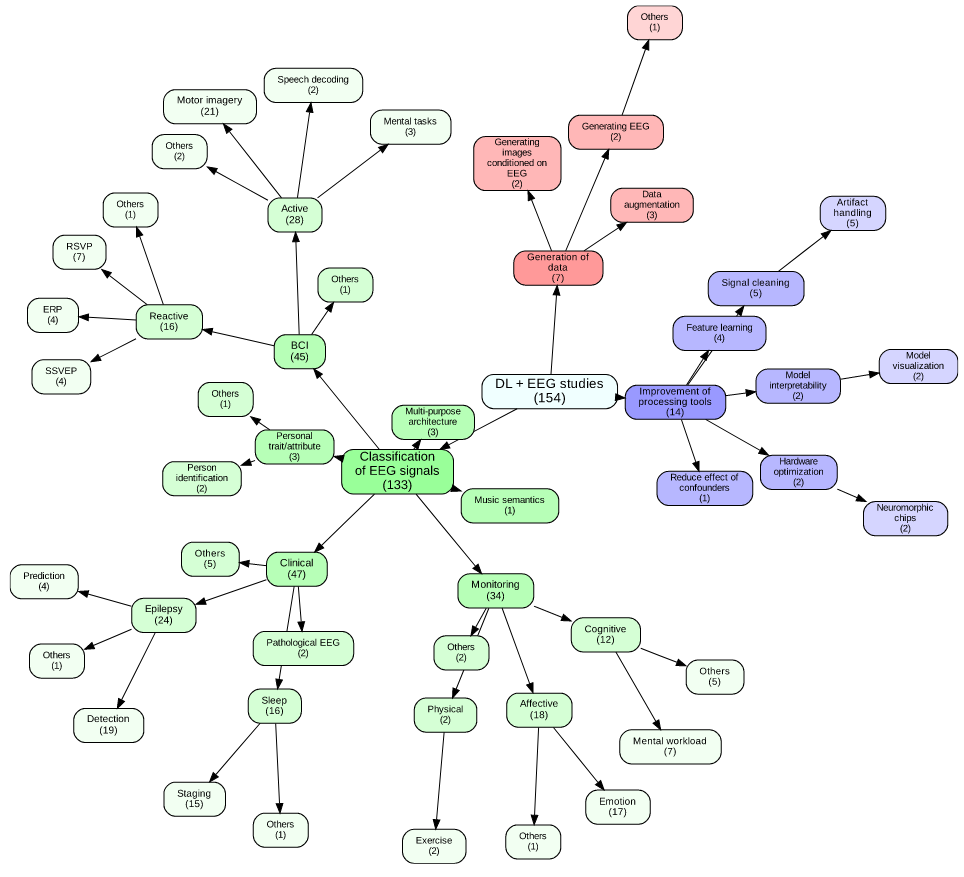 Others
(1)
Speech decoding
(2)
Motor imagery
(21)
Mental tasks
(3)
Others
(2)
Active
(28)
Generating EEG
(2)
Generating
images
conditioned on
EEG
(2)
Data
augmentation
(3)
Generation of
data
(7)
Artifact
handling
(5)
Signal cleaning
(5)
Feature learning
(4)
Model
interpretability
(2)
Model
visualization
(2)
Others
(1)
RSVP
(7)
ERP
(4)
SSVEP
(4)
Reactive
(16)
Others
(1)
BCI
(45)
DL + EEG studies
(154)
Improvement of
processing tools
(14)
Others
(1)
Multi-purpose
architecture
(3)
Personal
trait/attribute
(3)
Person
identification
(2)
Classification
of EEG signals
(133)
Music semantics
(1)
Reduce effect of
confounders
(1)
Hardware
optimization
(2)
Neuromorphic
chips
(2)
Others
(5)
Clinical
(47)
Prediction
(4)
Epilepsy
(24)
Others
(1)
Detection
(19)
Pathological EEG
(2)
Sleep
(16)
Staging
(15)
Others
(1)
Monitoring
(34)
Others
(2)
Cognitive
(12)
Others
(5)
Physical
(2)
Affective
(18)
Mental workload
(7)
Emotion
(17)
Exercise
(2)
Others
(1)